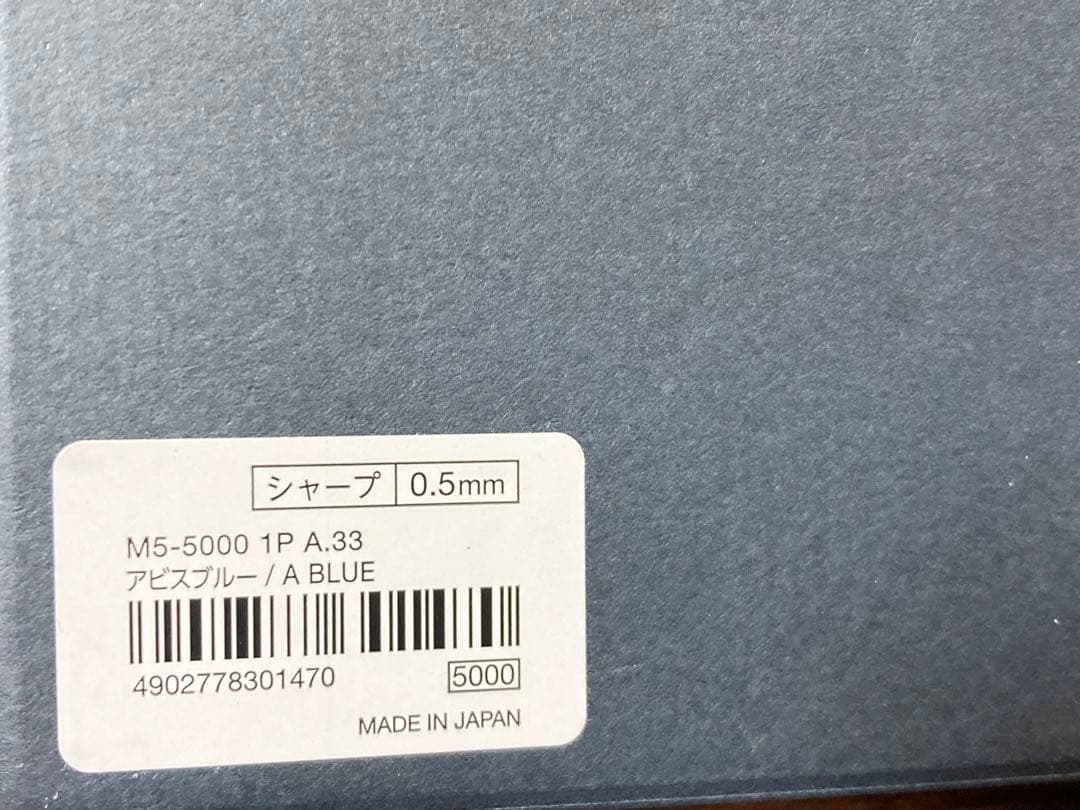 シャープ 0.5mm
M5-5000 1P A.33
アビスブルー / A BLUE
4902778301470 5000
MADE IN JAPAN